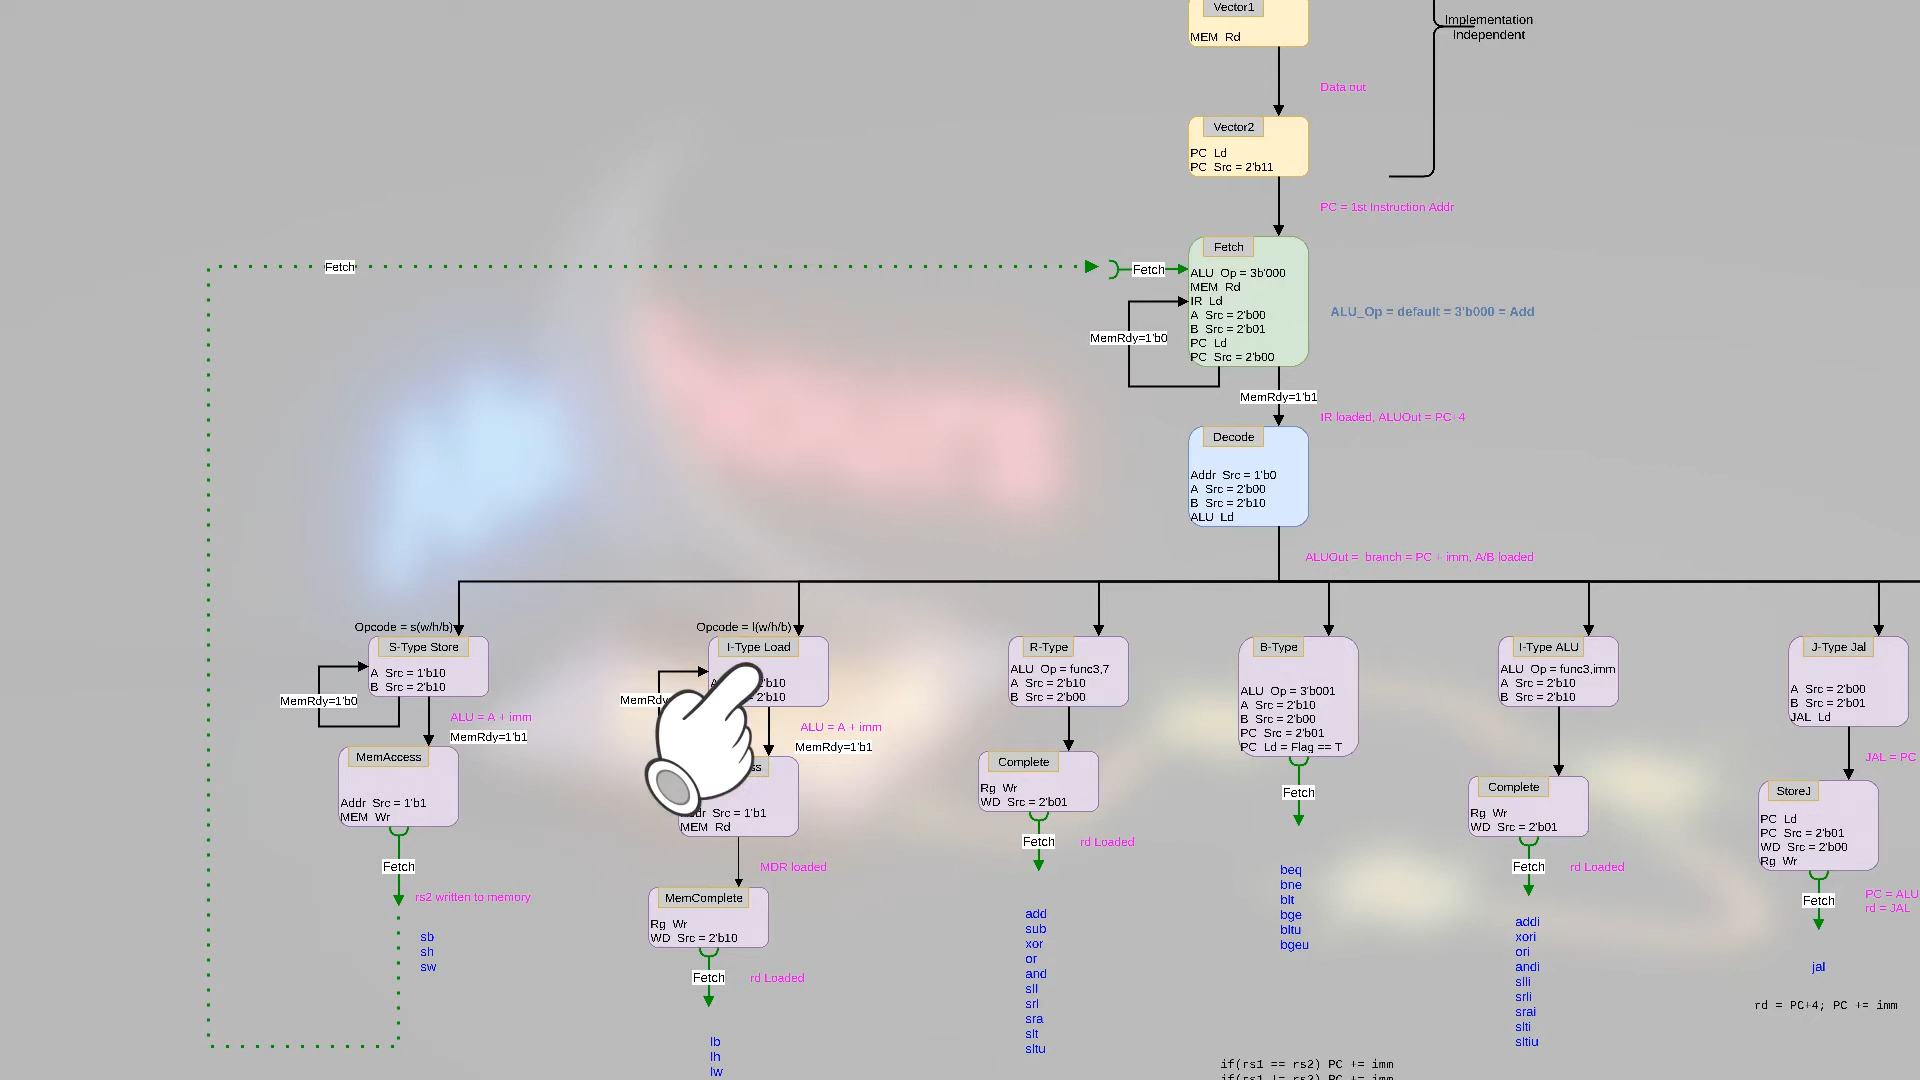 Vector1
MEM Rd
Implementation
Independent
Data out
Vector2
PC Ld
PC Src = 2'b11
PC = 1st Instruction Addr
Fetch
Fetch
Fetch
ALU Op = 3b'000
MEM Rd
IR Ld
A Src = 2'b00
B Src = 2'b01
PC Ld
PC Src = 2'b00
MemRdy=1'b0
ALU_Op = default = 3'b000 = Add
MemRdy=1'b1
IR loaded, ALUOut = PC+4
Decode
Addr Src = 1'b0
A Src = 2'b00
B Src = 2'b10
ALU Ld
ALUOut = branch = PC + imm, A/B loaded
Opcode = s(w/h/b)
S-Type Store
A Src = 1'b10
B Src = 2'b10
MemRdy=1'b0
ALU = A + imm
MemRdy=1'b1
MemAccess
Addr Src = 1'b1
MEM Wr
Fetch
rs2 written to memory
sb
sh
sw
Opcode = l(w/h/b)
I-Type Load
2'b10
MemRdy
ALU = A + imm
MemRdy=1'b1
Src = 1'b1
MEM Rd
MDR loaded
MemComplete
Rg Wr
WD Src = 2'b10
Fetch
rd Loaded
lb
lh
lw
R-Type
ALU Op = func3,7
A Src = 2'b10
B Src = 2'b00
Complete
Rg Wr
WD Src = 2'b01
Fetch
rd Loaded
add
sub
xor
or
and
sll
srl
sra
slt
sltu
B-Type
ALU Op = 3'b001
A Src = 2'b10
B Src = 2'b00
PC Src = 2'b01
PC Ld = Flag == T
Fetch
beq
bne
blt
bge
bltu
bgeu
if(rs1 == rs2) PC += imm
if(rs1 != rs2) PC += imm
I-Type ALU
ALU Op = func3,imm
A Src = 2'b10
B Src = 2'b10
Complete
Rg Wr
WD Src = 2'b01
Fetch
rd Loaded
addi
xori
ori
andi
slli
srli
srai
slti
sltiu
J-Type Jal
A Src = 2'b00
B Src = 2'b01
JAL Ld
JAL = PC
StoreJ
PC Ld
PC Src = 2'b01
WD Src = 2'b00
Rg Wr
Fetch
PC = ALU
rd = JAL
jal
rd = PC+4; PC += imm